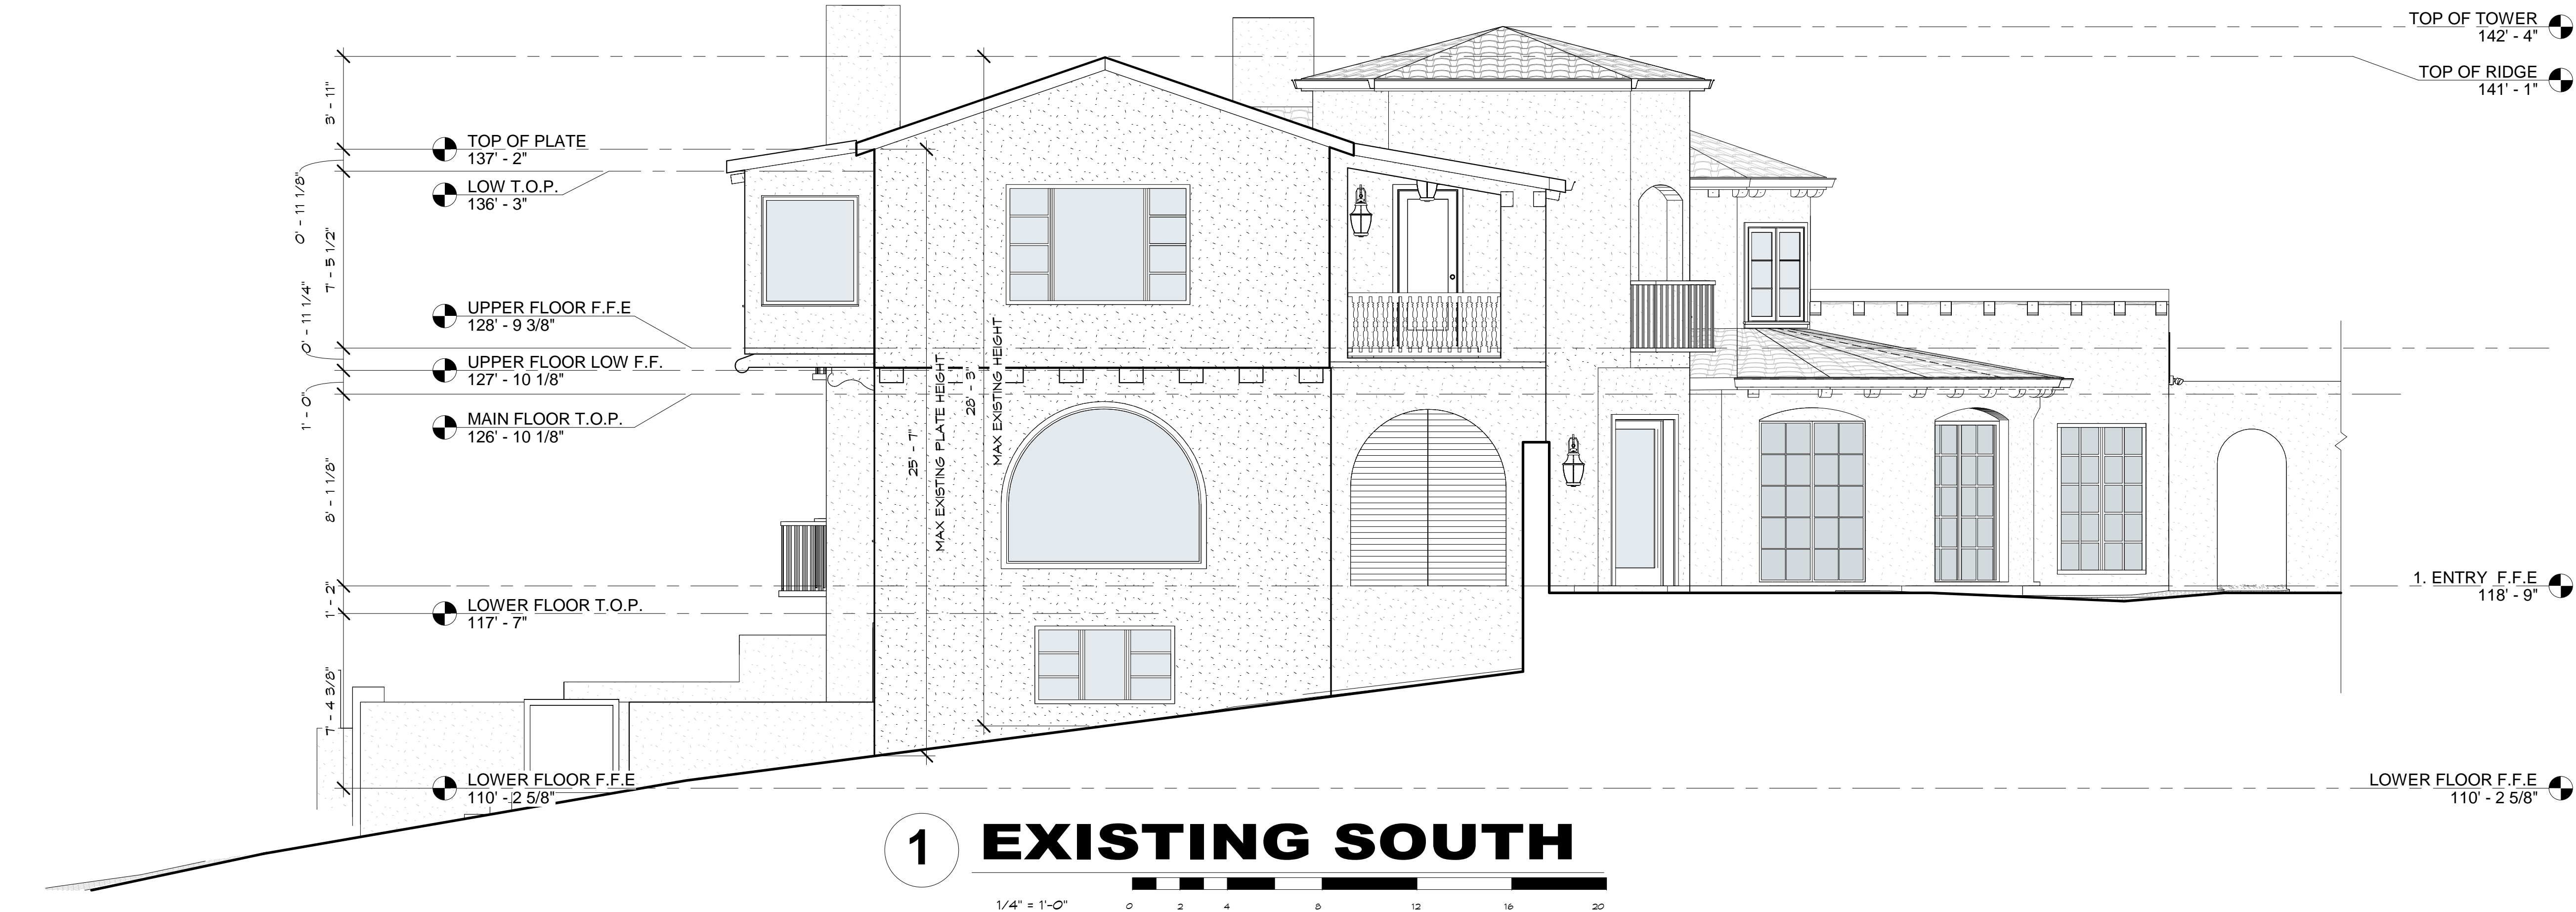 TOP OF TOWER
142' - 4"
TOP OF RIDGE
141' - 1"
3' - 11"
TOP OF PLATE
137' - 2"
0' - 11 1/8"
LOW T.O.P.
136' - 3"
7' - 5 1/2"
UPPER FLOOR F.F.E
128' - 9 3/8"
0' - 11 1/4"
UPPER FLOOR LOW F.F.
127' - 10 1/8"
1' - 0"
MAIN FLOOR T.O.P.
126' - 10 1/8"
8' - 1 1/8"
25' - 7"
MAX EXISTING PLATE HEIGHT
28' - 3"
MAX EXISTING HEIGHT
1. ENTRY F.F.E
118' - 9"
1' - 2"
LOWER FLOOR T.O.P.
117' - 7"
7' - 4 3/8"
LOWER FLOOR F.F.E
110' - 2 5/8"
LOWER FLOOR F.F.E
110' - 2 5/8"
1 EXISTING SOUTH
1/4" = 1'-0"
0 2 4 8 12 16 20